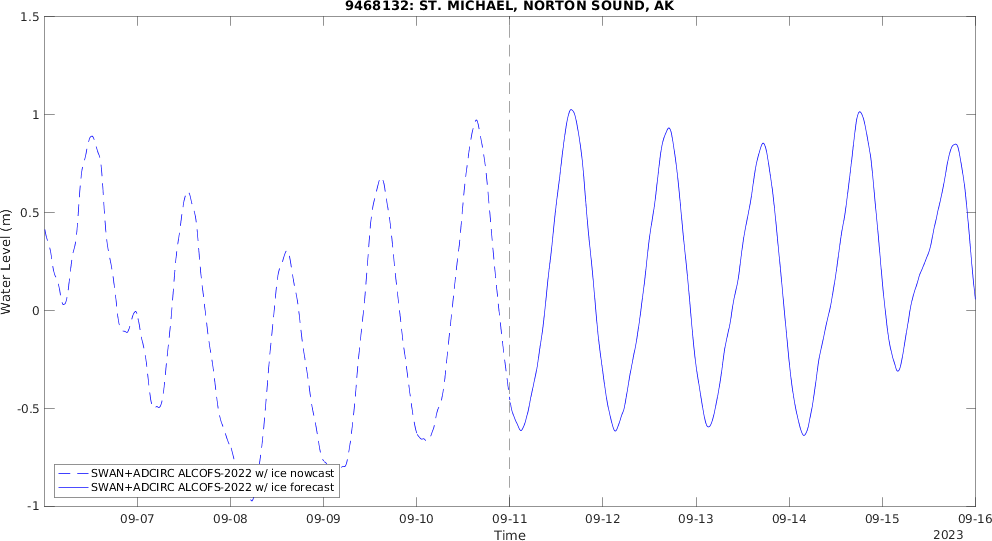 9468132: ST. MICHAEL, NORTON SOUND, AK
1.5
1
0.5
0
-0.5
-1
Water Level (m)
SWAN+ADCIRC ALCOFS-2022 w/ ice nowcast
SWAN+ADCIRC ALCOFS-2022 w/ ice forecast
09-07 09-08 09-09 09-10 09-11 09-12 09-13 09-14 09-15 09-16
Time
2023